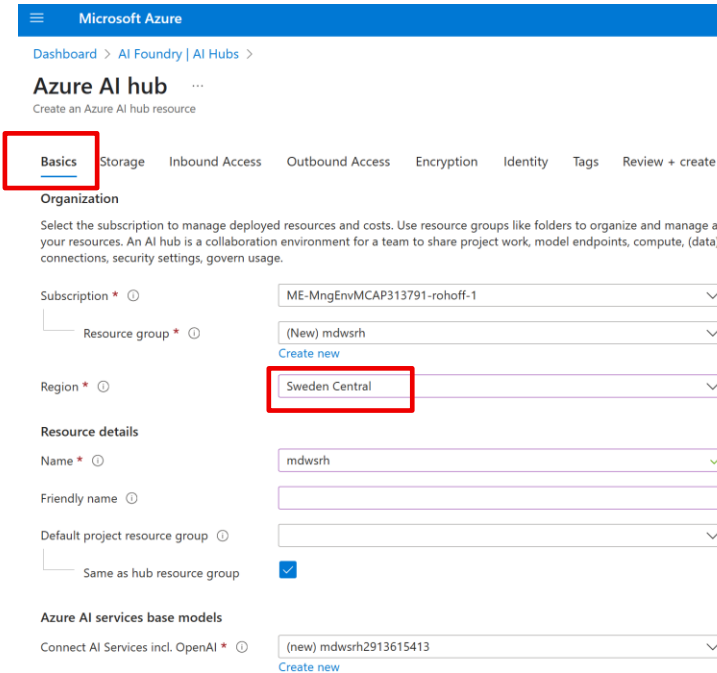 Microsoft Azure
Dashboard > AI Foundry | AI Hubs >
Azure AI hub ...
Create an Azure AI hub resource
Basics Storage Inbound Access Outbound Access Encryption Identity Tags Review + create
Organization
Select the subscription to manage deployed resources and costs. Use resource groups like folders to organize and manage a
your resources. An AI hub is a collaboration environment for a team to share project work, model endpoints, compute, (data)
connections, security settings, govern usage.
Subscription * ME-MngEnvMCAP313791-rohoff-1
Resource group * (New) mdwsrh
Create new
Region * Sweden Central
Resource details
Name * mdwsrh
Friendly name
Default project resource group
Same as hub resource group
Azure AI services base models
Connect AI Services incl. OpenAI * (new) mdwsrh2913615413
Create new